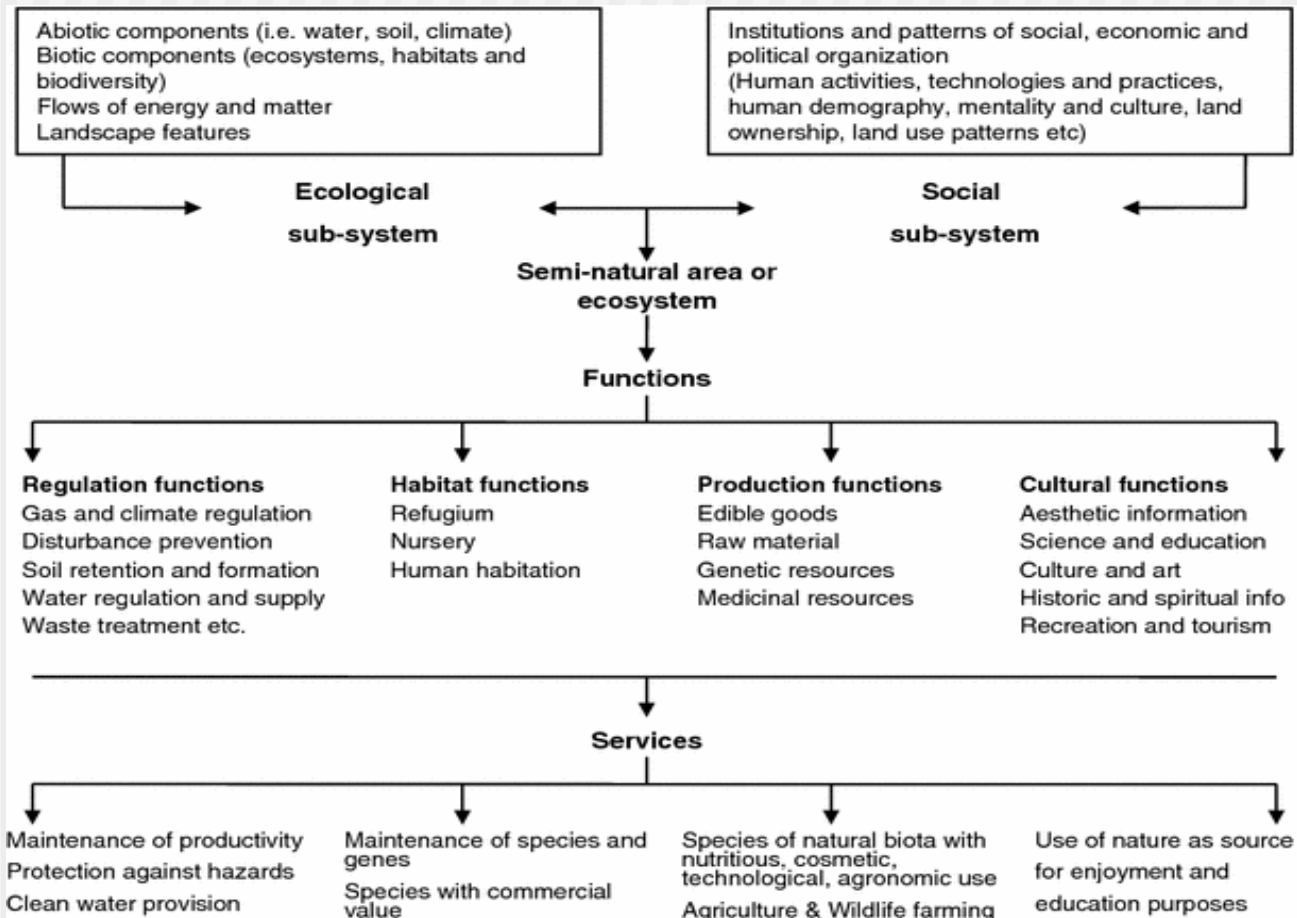 Abiotic components (i.e. water, soil, climate)
Biotic components (ecosystems, habitats and
biodiversity)
Flows of energy and matter
Landscape features
Institutions and patterns of social, economic and
political organization
(Human activities, technologies and practices,
human demography, mentality and culture, land
ownership, land use patterns etc)
Ecological
sub-system
Social
sub-system
Semi-natural area or
ecosystem
Functions
Regulation functions
Gas and climate regulation
Disturbance prevention
Soil retention and formation
Water regulation and supply
Waste treatment etc.
Habitat functions
Refugium
Nursery
Human habitation
Production functions
Edible goods
Raw material
Genetic resources
Medicinal resources
Cultural functions
Aesthetic information
Science and education
Culture and art
Historic and spiritual info
Recreation and tourism
Services
Maintenance of productivity
Protection against hazards
Clean water provision
Maintenance of species and
genes
Species with commercial
value
Species of natural biota with
nutritious, cosmetic,
technological, agronomic use
Agriculture & Wildlife farming
Use of nature as source
for enjoyment and
education purposes